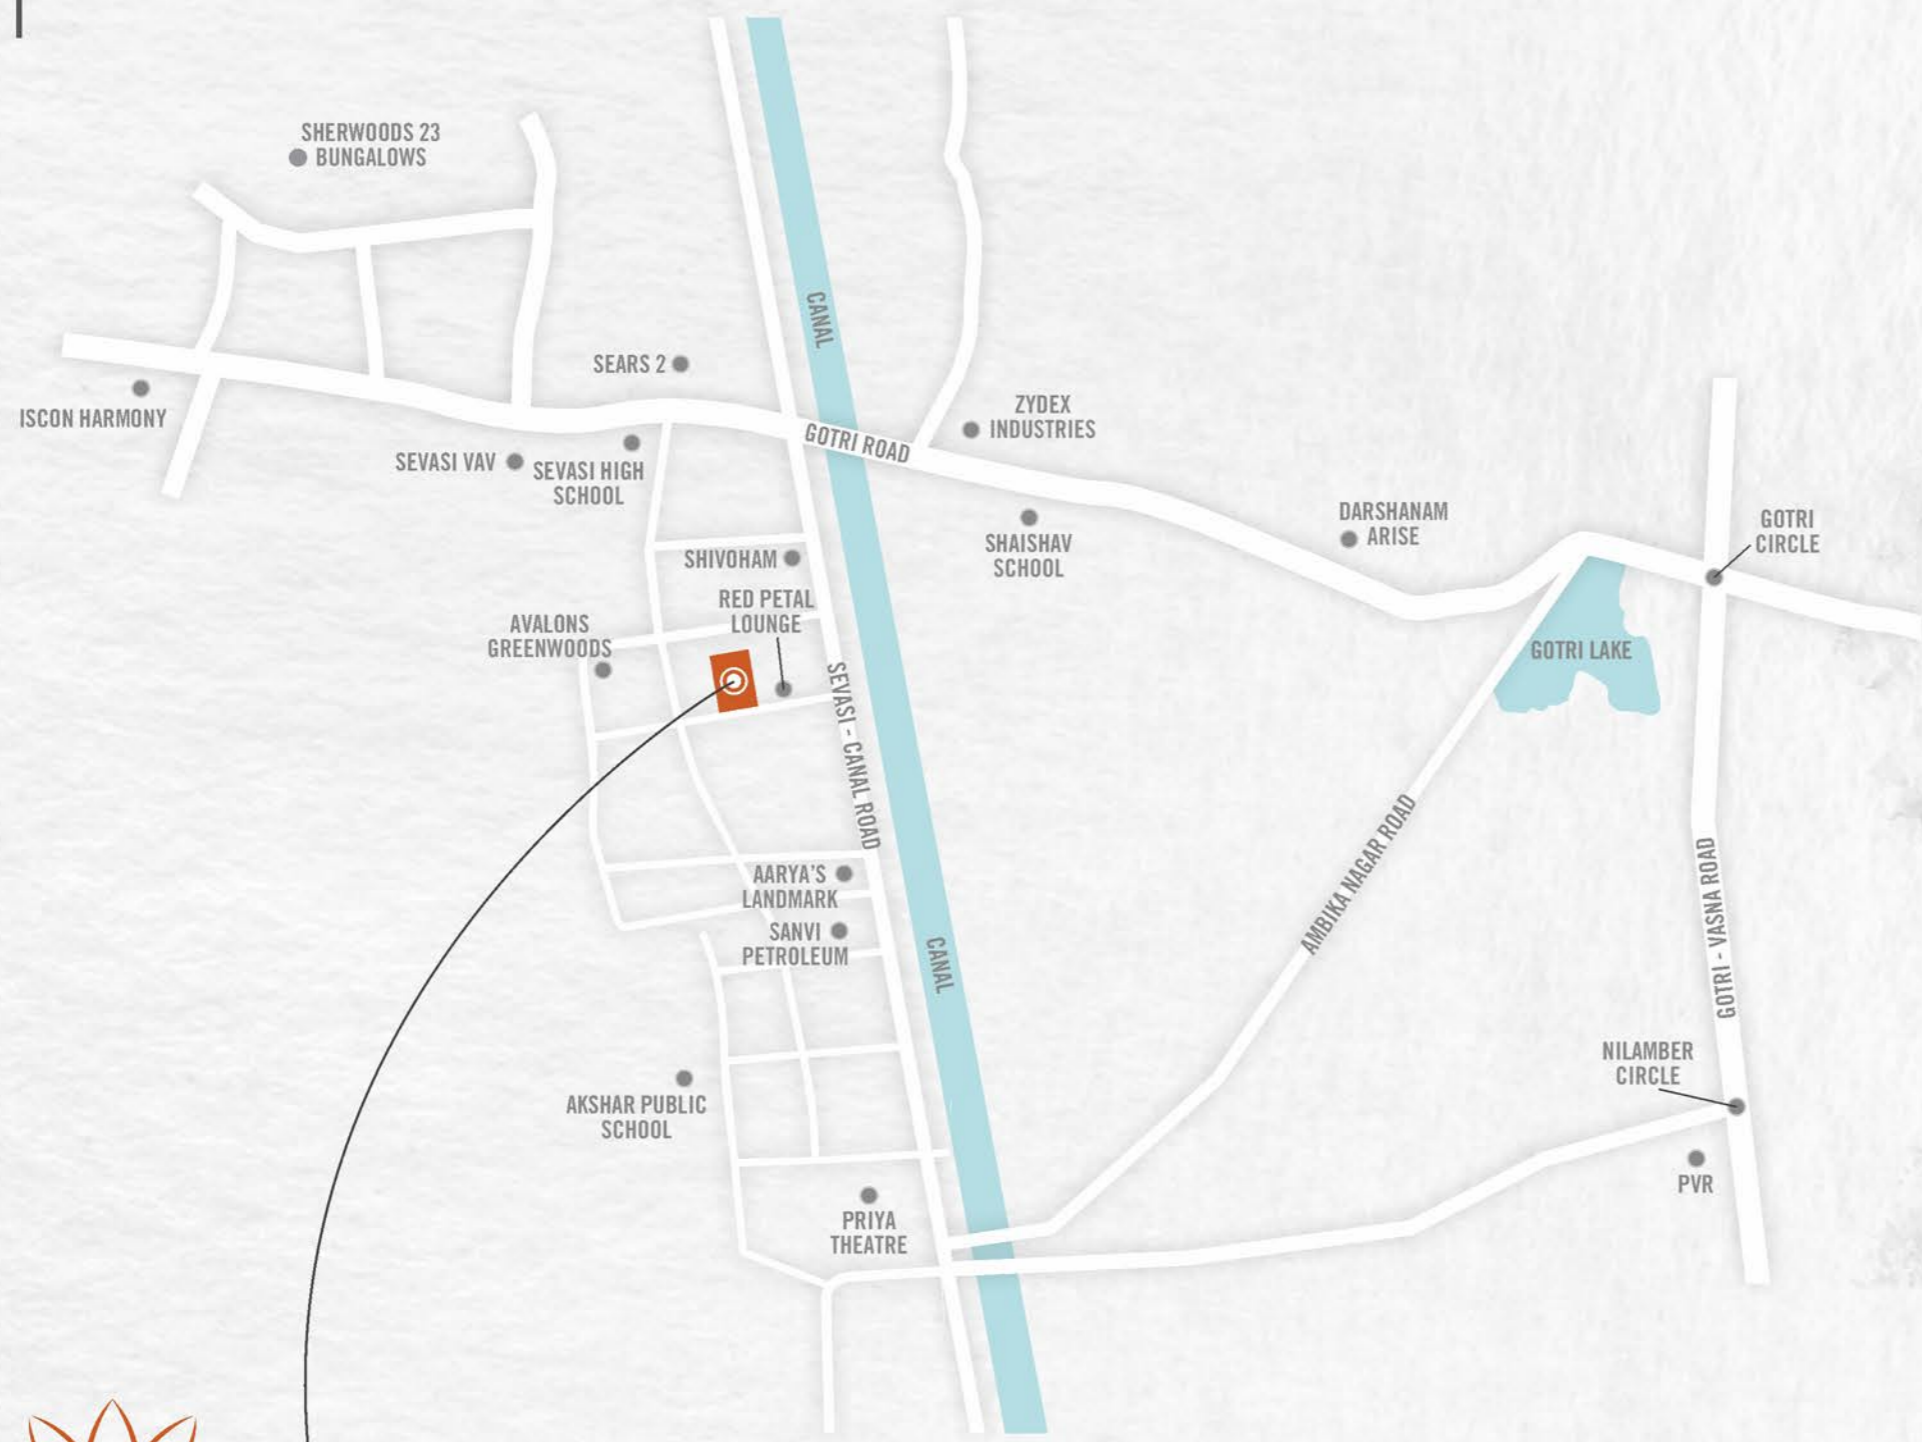 SHERWOODS 23
BUNGALOWS
CANAL
SEARS 2
ISCON HARMONY
ZYDEX
INDUSTRIES
GOTRI ROAD
SEVASI VAV
SEVASI HIGH
SCHOOL
DARSHANAM
ARISE
GOTRI
CIRCLE
SHAISHAV
SCHOOL
SHIVOHAM
RED PETAL
LOUNGE
AVALONS
GREENWOODS
GOTRI LAKE
SEVASI - CANAL ROAD
AMBIKA NAGAR ROAD
GOTRI - VASNA ROAD
AARYA'S
LANDMARK
SANVI
PETROLEUM
CANAL
NILAMBER
CIRCLE
AKSHAR PUBLIC
SCHOOL
PVR
PRIYA
THEATRE